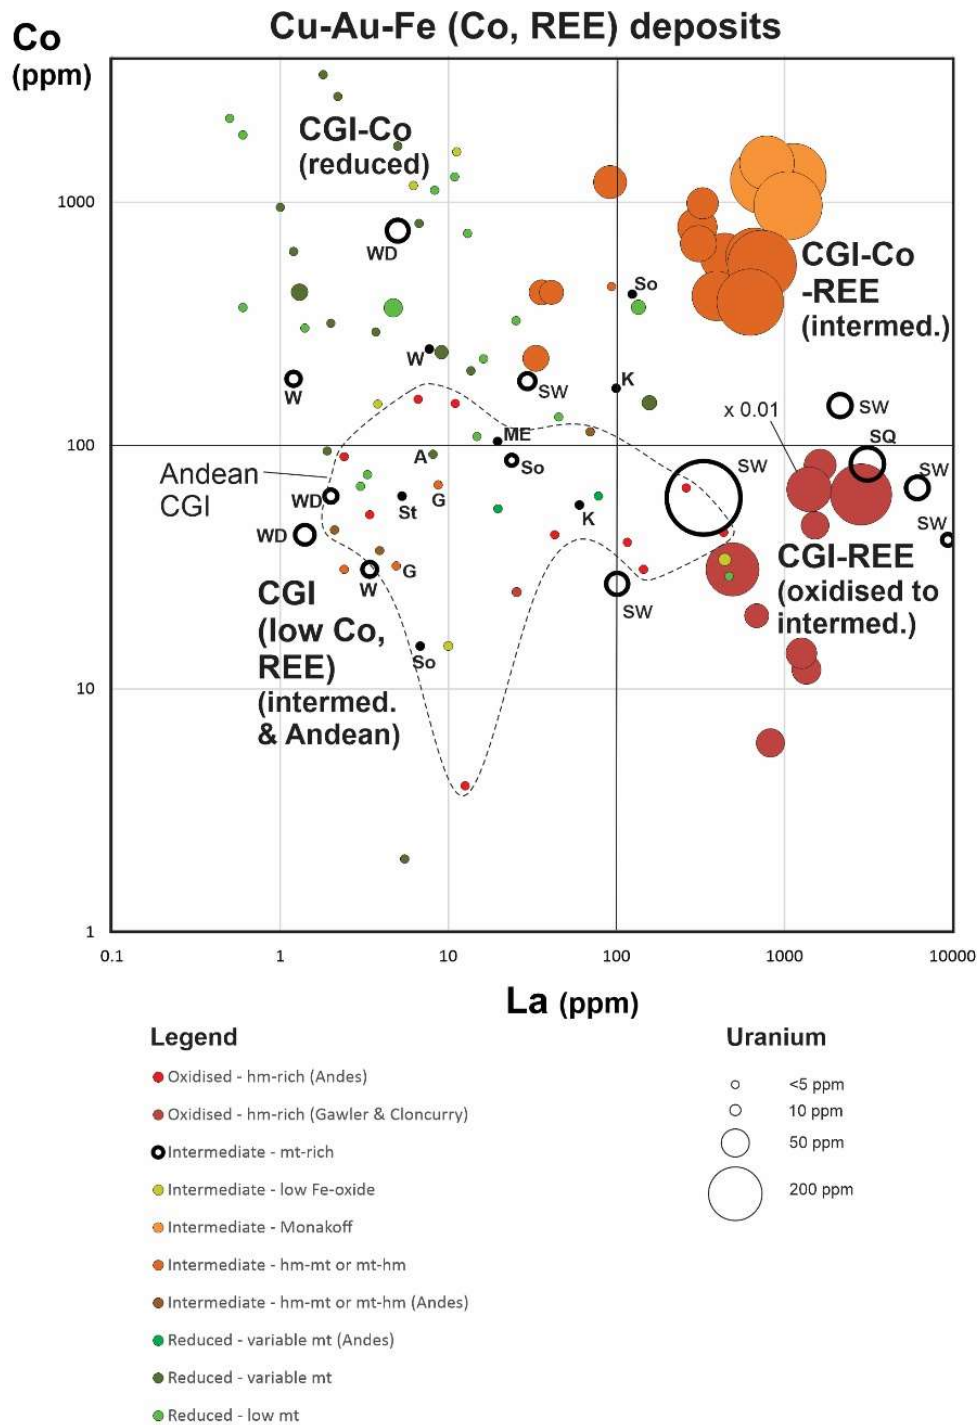 Cu-Au-Fe (Co, REE) deposits
Co
(ppm)
CGI-Co
(reduced)
1000
WD
CGI-Co
-REE
(intermed.)
So
W
W
SW
K
SW
x 0.01
100
ME
SQ
A
So
SW
SW
Andean
CGI
WD
St
G
K
SW
WD
W
G
SW
CGI
(low Co,
REE)
(intermed.
& Andean)
CGI-REE
(oxidised to
intermed.)
So
10
1
0.1
1
10
100
1000
10000
La (ppm)
Legend
Oxidised - hm-rich (Andes)
Oxidised - hm-rich (Gawler & Cloncurry)
Intermediate - mt-rich
Intermediate - low Fe-oxide
Intermediate - Monakoff
Intermediate - hm-mt or mt-hm
Intermediate - hm-mt or mt-hm (Andes)
Reduced - variable mt (Andes)
Reduced - variable mt
Reduced - low mt
Uranium
<5 ppm
10 ppm
50 ppm
200 ppm